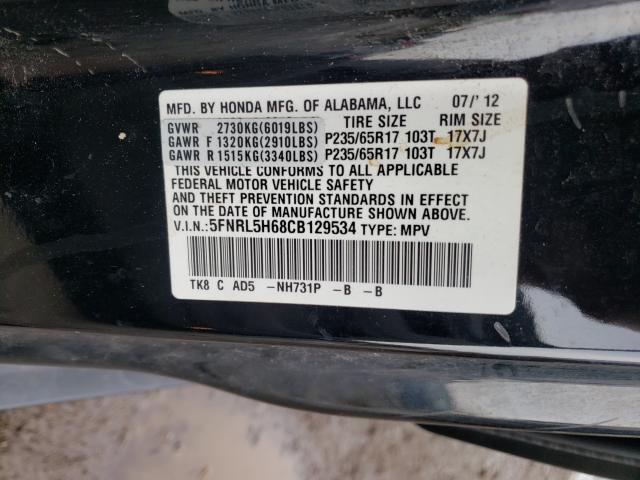 MFD. BY HONDA MFG. OF ALABAMA, LLC 07/'12
TIRE SIZE RIM SIZE
GVWR 2730KG(6019LBS)
GAWR F 1320KG(2910LBS) P235/65R17 103T 17X7J
GAWR R 1515KG(3340LBS) P235/65R17 103T 17X7J
THIS VEHICLE CONFORMS TO ALL APPLICABLE
FEDERAL MOTOR VEHICLE SAFETY
AND THEFT PREVENTION STANDARDS IN EFFECT
ON THE DATE OF MANUFACTURE SHOWN ABOVE.
V.I.N.: 5FNRL5H68CB129534 TYPE: MPV
TK8 C AD5 -NH731P -B -B